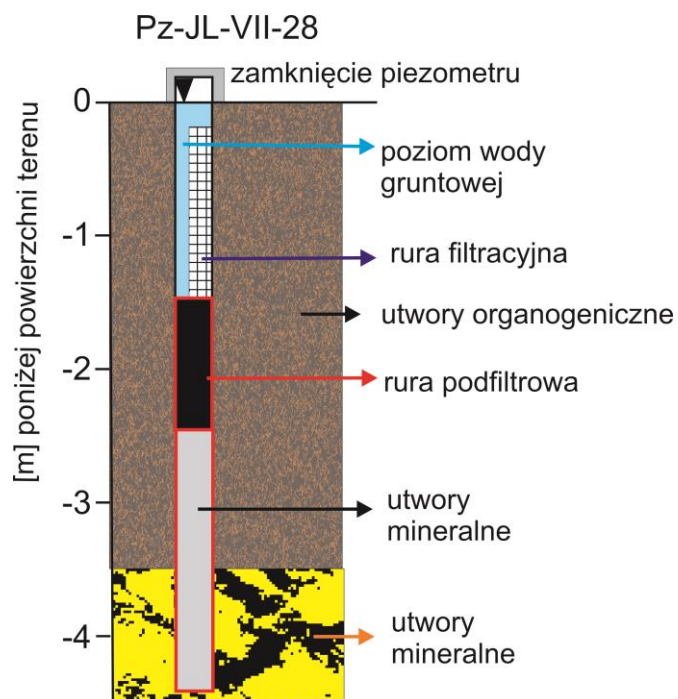 Pz-JL-VII-28
zamknięcie piezometru
0
poziom wody
gruntowej
-1
rura filtracyjna
utwory organogeniczne
-2
rura podfiltrowa
-3
utwory
mineralne
-4
utwory
mineralne
[m] poniżej powierzchni terenu